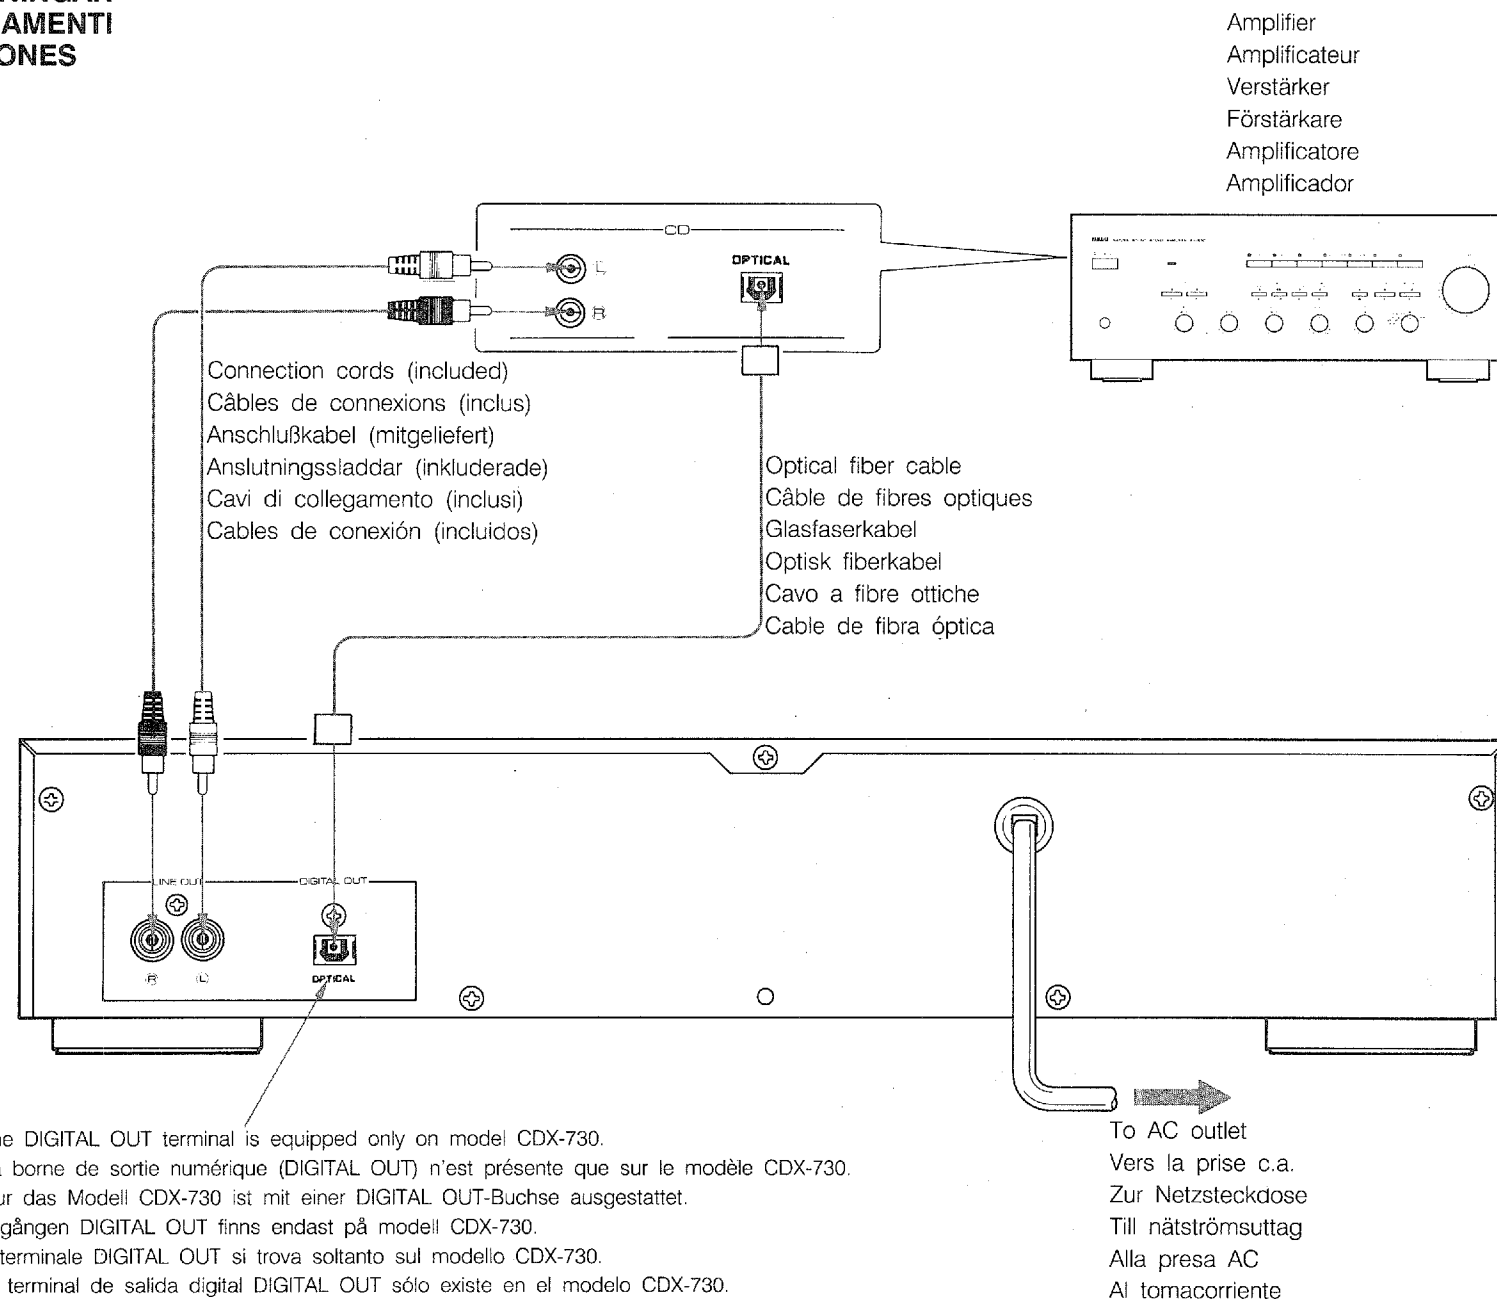 AMENTI
ONES
Amplifier
Amplificateur
Verstärker
Förstärkare
Amplificatore
Amplificador
CD
L
OPTICAL
R
Connection cords (included)
Câbles de connexions (inclus)
Anschlußkabel (mitgeliefert)
Anslutningssladdar (inkluderade)
Cavi di collegamento (inclusi)
Cables de conexión (incluidos)
Optical fiber cable
Câble de fibres optiques
Glasfaserkabel
Optisk fiberkabel
Cavo a fibre ottiche
Cable de fibra óptica
LINE OUT
DIGITAL OUT
R
L
OPTICAL
DIGITAL OUT terminal is equipped only on model CDX-730.
borne de sortie numérique (DIGITAL OUT) n'est présente que sur le modèle CDX-730.
das Modell CDX-730 ist mit einer DIGITAL OUT-Buchse ausgestattet.
gången DIGITAL OUT finns endast på modell CDX-730.
terminale DIGITAL OUT si trova soltanto sul modello CDX-730.
terminal de salida digital DIGITAL OUT sólo existe en el modelo CDX-730.
To AC outlet
Vers la prise c.a.
Zur Netzsteckdose
Till nätströmsuttag
Alla presa AC
Al tomacorriente